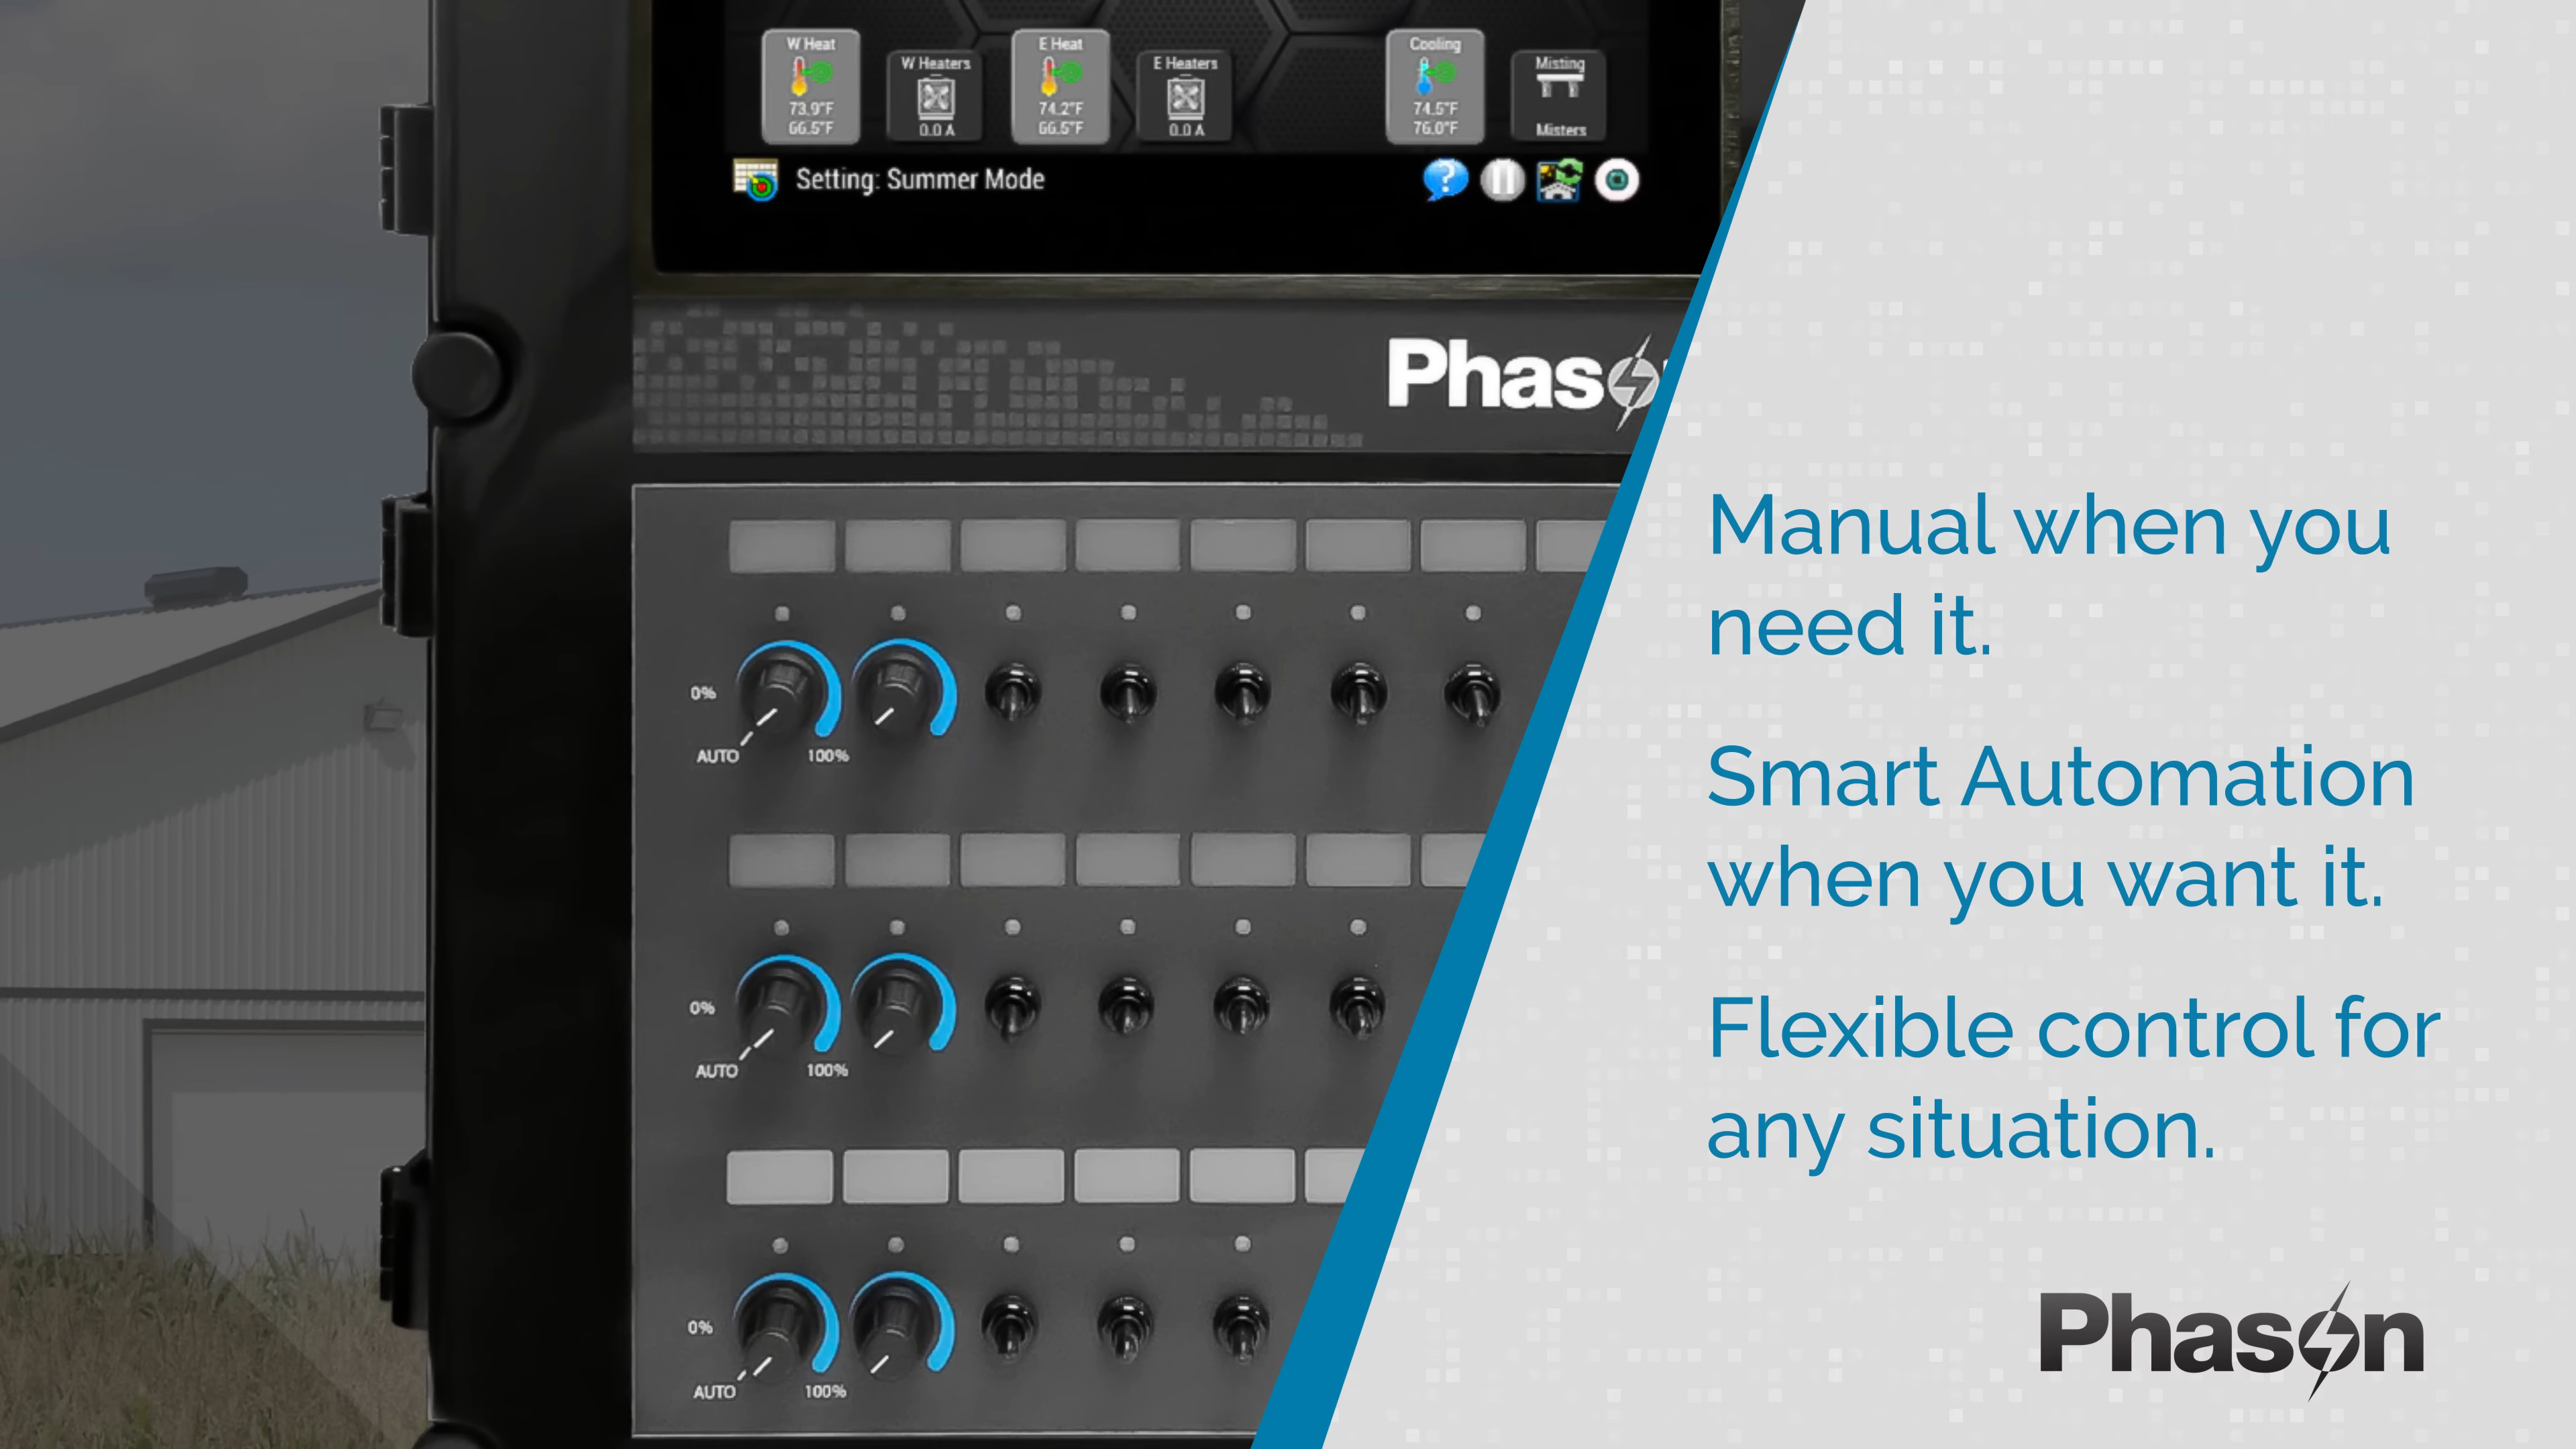 W Heat
73.9°F
66.5°F
W Heaters
0.0 A
E Heat
74.2°F
66.5°F
E Heaters
0.0 A
Cooling
74.5°F
76.0°F
Misting
Misters
Setting: Summer Mode
?
Phason
0%
AUTO
100%
0%
AUTO
100%
0%
AUTO
100%
Manual when you
need it.
Smart Automation
when you want it.
Flexible control for
any situation.
Phason